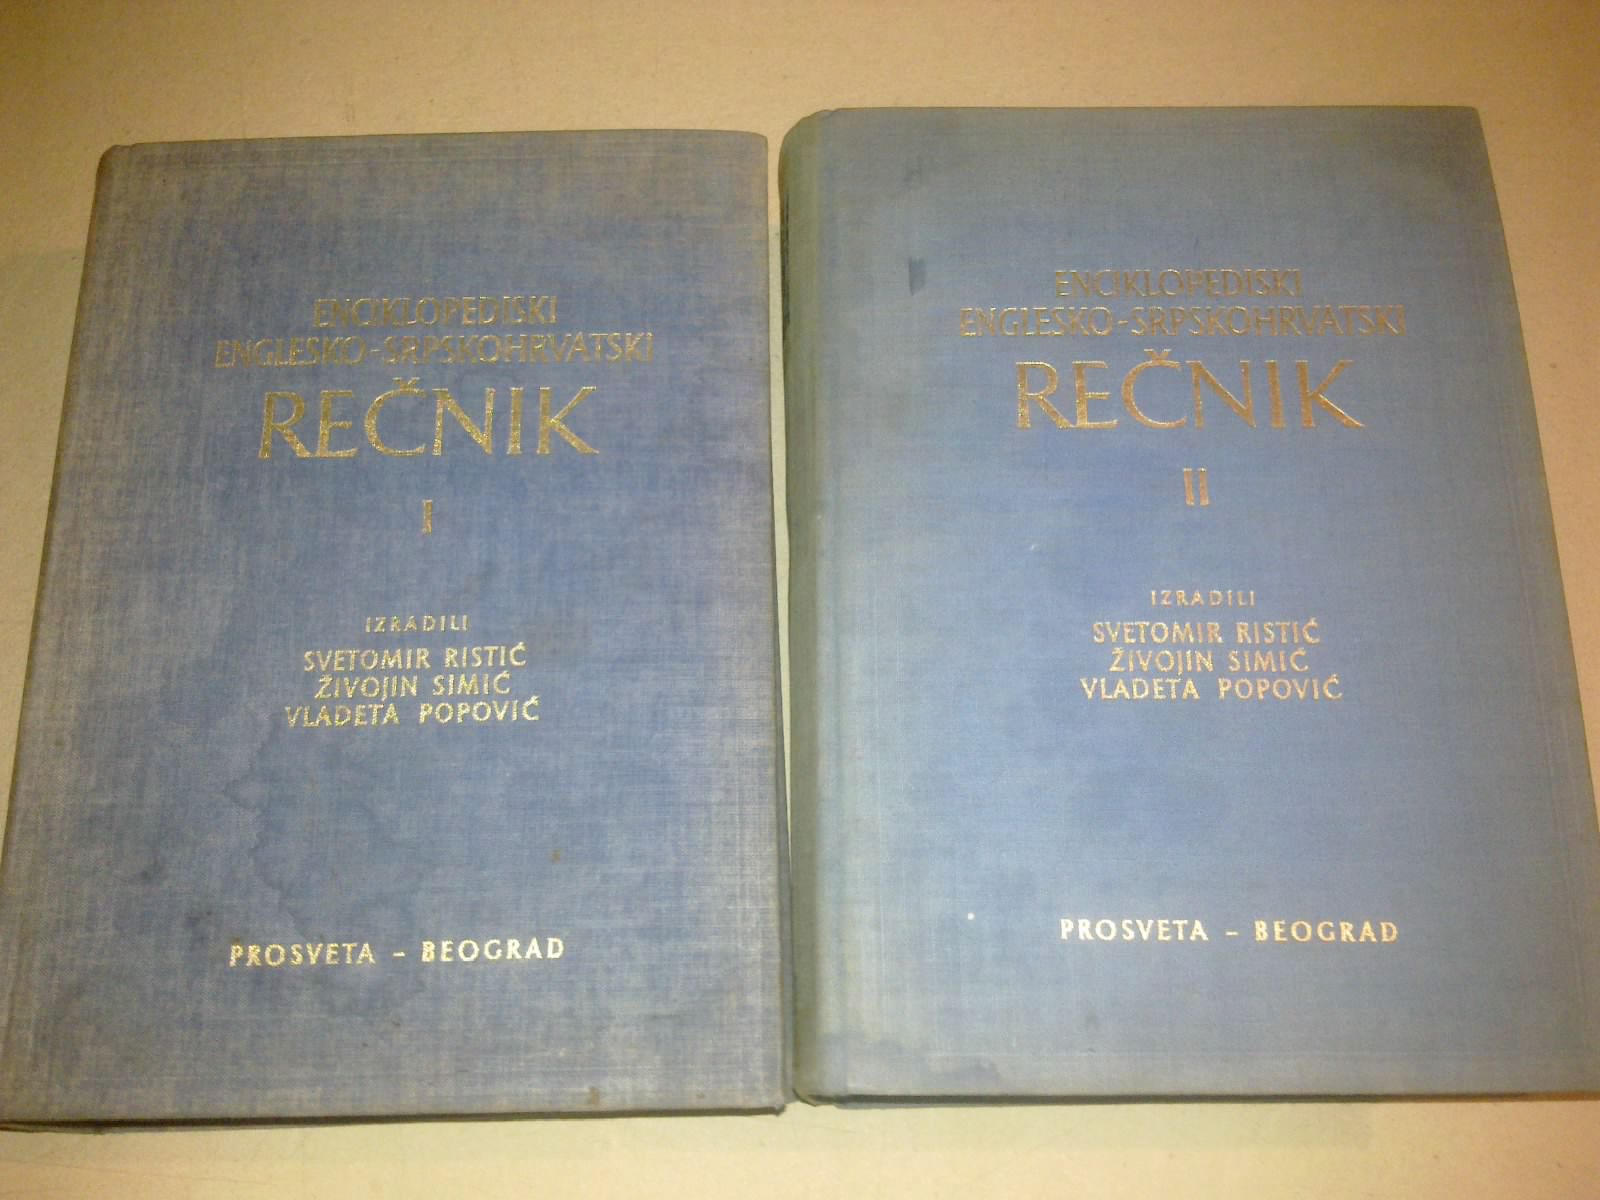 ENCIKLOPEDISKI
ENGLESKO-SRPSKOHRVATSKI
REČNIK
I
IZRADILI
SVETOMIR RISTIĆ
ŽIVOJIN SIMIĆ
VLADETA POPOVIĆ
PROSVETA – BEOGRAD
ENCIKLOPEDISKI
ENGLESKO-SRPSKOHRVATSKI
REČNIK
II
IZRADILI
SVETOMIR RISTIĆ
ŽIVOJIN SIMIĆ
VLADETA POPOVIĆ
PROSVETA – BEOGRAD